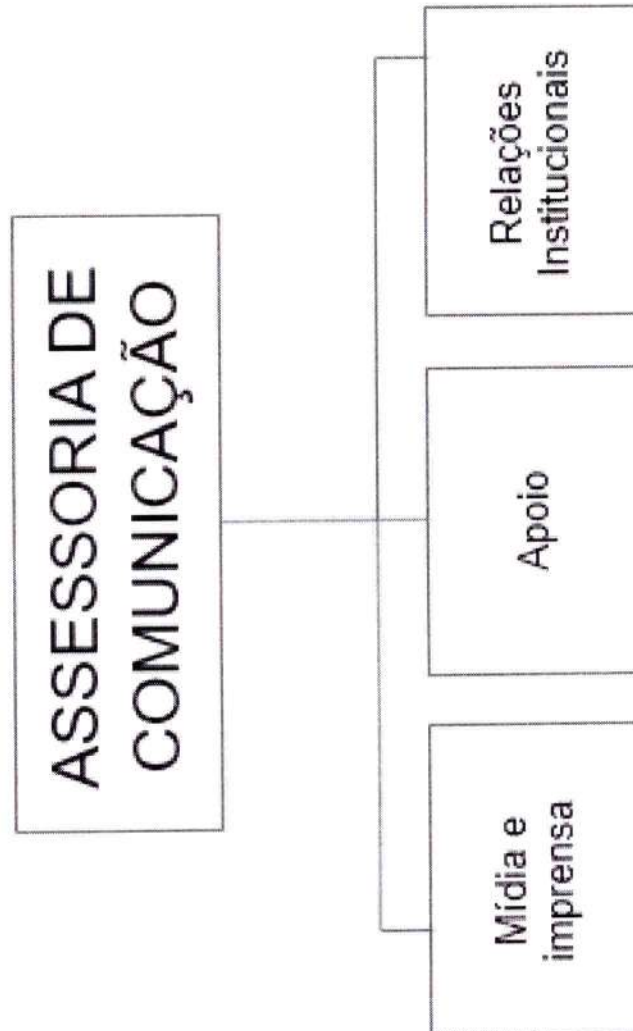 ASSESSORIA DE
COMUNICAÇÃO
Mídia e
imprensa
Apoio
Relações
Institucionais